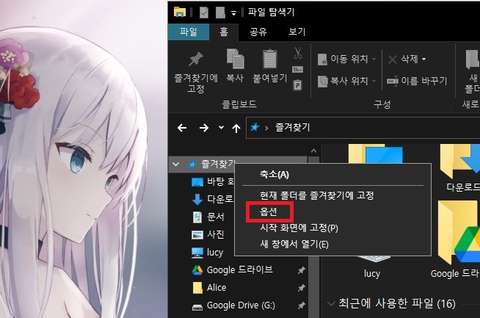 파일 탐색기
파일 홈 공유 보기
즐겨찾기에 고정
복사
붙여넣기
이동 위치
복사 위치
삭제
이름 바꾸기
새
폴더
클립보드
구성
즐겨찾기
즐겨찾기
바탕 화
다운로
문서
사진
lucy
Google 드라이브
Alice
Google Drive (G:)
축소(A)
현재 폴더를 즐겨찾기에 고정
옵션
시작 화면에 고정(P)
새 창에서 열기(E)
다운로드
lucy
Google 드
최근에 사용한 파일 (16)